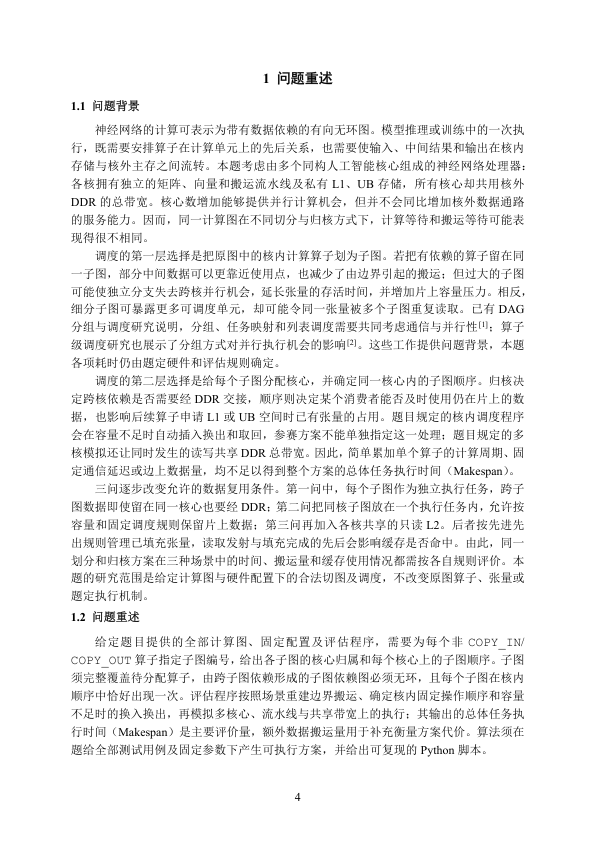 1 问题重述
1.1 问题背景
神经网络的计算可表示为带有数据依赖的有向无环图。模型推理或训练中的一次执
行，既需要安排算子在计算单元上的先后关系，也需要使输入、中间结果和输出在核内
存储与核外主存之间流转。本题考虑由多个同构人工智能核心组成的神经网络处理器：
各核拥有独立的矩阵、向量和搬运流水线及私有 L1、UB 存储，所有核心却共用核外
DDR 的总带宽。核心数增加能够提供并行计算机会，但并不会同比增加核外数据通路
的服务能力。因而，同一计算图在不同切分与归核方式下，计算等待和搬运等待可能表
现得很不相同。
调度的第一层选择是把原图中的核内计算算子划为子图。若把有依赖的算子留在同
一子图，部分中间数据可以更靠近使用点，也减少了由边界引起的搬运；但过大的子图
可能使独立分支失去跨核并行机会，延长张量的存活时间，并增加片上容量压力。相反，
细分子图可暴露更多可调度单元，却可能令同一张量被多个子图重复读取。已有 DAG
分组与调度研究说明，分组、任务映射和列表调度需要共同考虑通信与并行性[1]；算子
级调度研究也展示了分组方式对并行执行机会的影响[2]。这些工作提供问题背景，本题
各项耗时仍由题定硬件和评估规则确定。
调度的第二层选择是给每个子图分配核心，并确定同一核心内的子图顺序。归核决
定跨核依赖是否需要经 DDR 交接，顺序则决定某个消费者能否及时使用仍在片上的数
据，也影响后续算子申请 L1 或 UB 空间时已有张量的占用。题目规定的核内调度程序
会在容量不足时自动插入换出和取回，参赛方案不能单独指定这一处理；题目规定的多
核模拟还让同时发生的读写共享 DDR 总带宽。因此，简单累加单个算子的计算周期、固
定通信延迟或边上数据量，均不足以得到整个方案的总体任务执行时间（Makespan）。
三问逐步改变允许的数据复用条件。第一问中，每个子图作为独立执行任务，跨子
图数据即使留在同一核心也要经 DDR；第二问把同核子图放在一个执行任务内，允许按
容量和固定调度规则保留片上数据；第三问再加入各核共享的只读 L2。后者按先进先
出规则管理已填充张量，读取发射与填充完成的先后会影响缓存是否命中。由此，同一
划分和归核方案在三种场景中的时间、搬运量和缓存使用情况都需按各自规则评价。本
题的研究范围是给定计算图与硬件配置下的合法切图及调度，不改变原图算子、张量或
题定执行机制。
1.2 问题重述
给定题目提供的全部计算图、固定配置及评估程序，需要为每个非 COPY_IN/
COPY_OUT 算子指定子图编号，给出各子图的核心归属和每个核心上的子图顺序。子图
须完整覆盖待分配算子，由跨子图依赖形成的子图依赖图必须无环，且每个子图在核内
顺序中恰好出现一次。评估程序按照场景重建边界搬运、确定核内固定操作顺序和容量
不足时的换入换出，再模拟多核心、流水线与共享带宽上的执行；其输出的总体任务执
行时间（Makespan）是主要评价量，额外数据搬运量用于补充衡量方案代价。算法须在
题给全部测试用例及固定参数下产生可执行方案，并给出可复现的 Python 脚本。
4